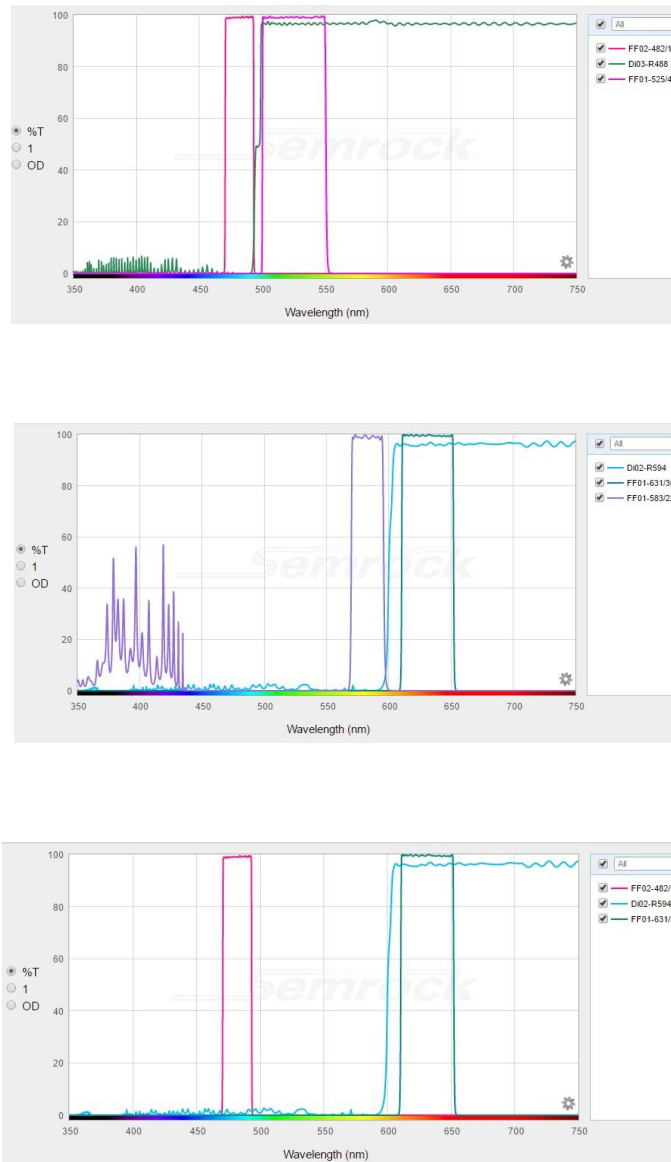 100
80
60
40
20
0
%T
1
OD
Semrock
350 400 450 500 550 600 650 700 750
Wavelength (nm)
All
FF02-482/1
Di03-R488
FF01-525/4
100
80
60
40
20
0
%T
1
OD
Semrock
350 400 450 500 550 600 650 700 750
Wavelength (nm)
All
Di02-R594
FF01-631/3
FF01-583/2
100
80
60
40
20
0
%T
1
OD
Semrock
350 400 450 500 550 600 650 700 750
Wavelength (nm)
All
FF02-482/
Di02-R594
FF01-631/